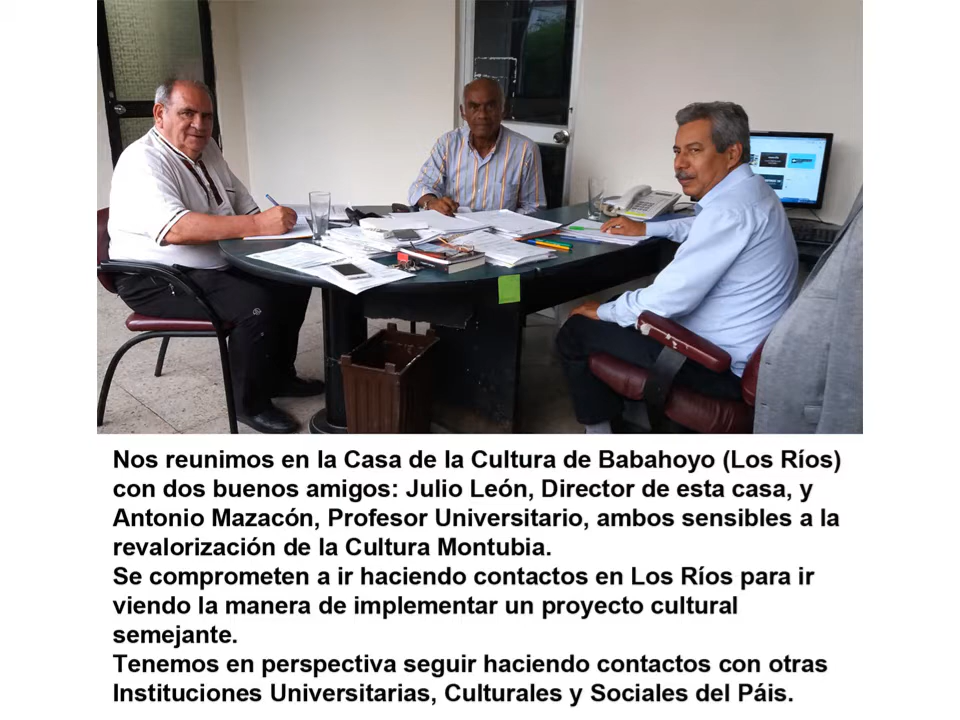 Nos reunimos en la Casa de la Cultura de Babahoyo (Los Ríos)
con dos buenos amigos: Julio León, Director de esta casa, y
Antonio Mazacón, Profesor Universitario, ambos sensibles a la
revalorización de la Cultura Montubia.
Se comprometen a ir haciendo contactos en Los Ríos para ir
viendo la manera de implementar un proyecto cultural
semejante.
Tenemos en perspectiva seguir haciendo contactos con otras
Instituciones Universitarias, Culturales y Sociales del Páis.